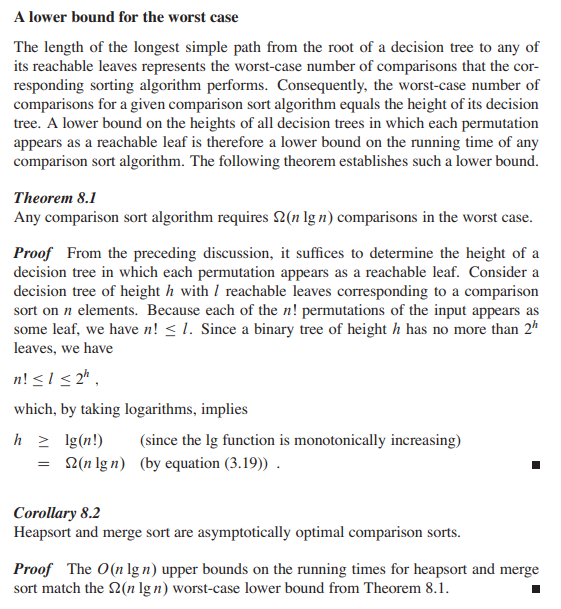 A lower bound for the worst case
The length of the longest simple path from the root of a decision tree to any of
its reachable leaves represents the worst-case number of comparisons that the cor-
responding sorting algorithm performs. Consequently, the worst-case number of
comparisons for a given comparison sort algorithm equals the height of its decision
tree. A lower bound on the heights of all decision trees in which each permutation
appears as a reachable leaf is therefore a lower bound on the running time of any
comparison sort algorithm. The following theorem establishes such a lower bound.
Theorem 8.1
Any comparison sort algorithm requires Ω(n lg n) comparisons in the worst case.
Proof From the preceding discussion, it suffices to determine the height of a
decision tree in which each permutation appears as a reachable leaf. Consider a
decision tree of height h with l reachable leaves corresponding to a comparison
sort on n elements. Because each of the n! permutations of the input appears as
some leaf, we have n! ≤ l. Since a binary tree of height h has no more than 2ʰ
leaves, we have
n! ≤ l ≤ 2ʰ ,
which, by taking logarithms, implies
h ≥ lg(n!) (since the lg function is monotonically increasing)
= Ω(n lg n) (by equation (3.19)) . ■
Corollary 8.2
Heapsort and merge sort are asymptotically optimal comparison sorts.
Proof The O(n lg n) upper bounds on the running times for heapsort and merge
sort match the Ω(n lg n) worst-case lower bound from Theorem 8.1. ■